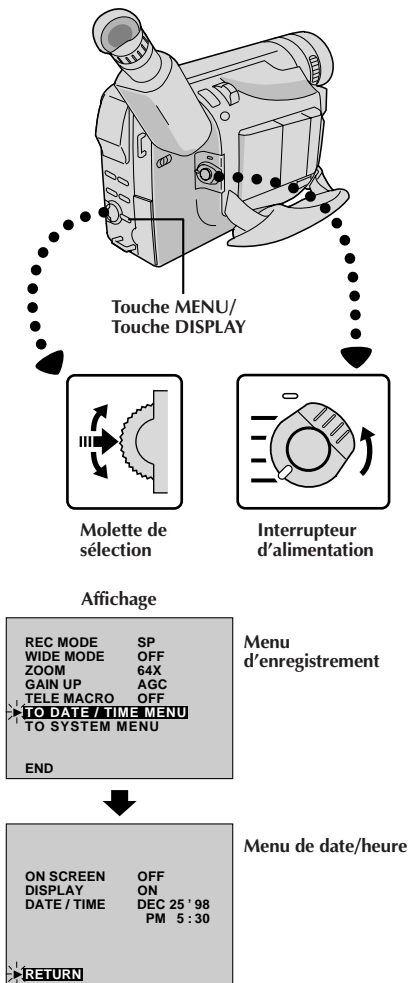 Touche MENU/
Touche DISPLAY
Molette de
sélection
Interrupteur
d'alimentation
Affichage
REC MODE SP
WIDE MODE OFF
ZOOM 64X
GAIN UP AGC
TELE MACRO OFF
TO DATE / TIME MENU
TO SYSTEM MENU
END
Menu
d'enregistrement
ON SCREEN OFF
DISPLAY ON
DATE / TIME DEC 25 ' 98
PM 5 : 30
RETURN
Menu de date/heure